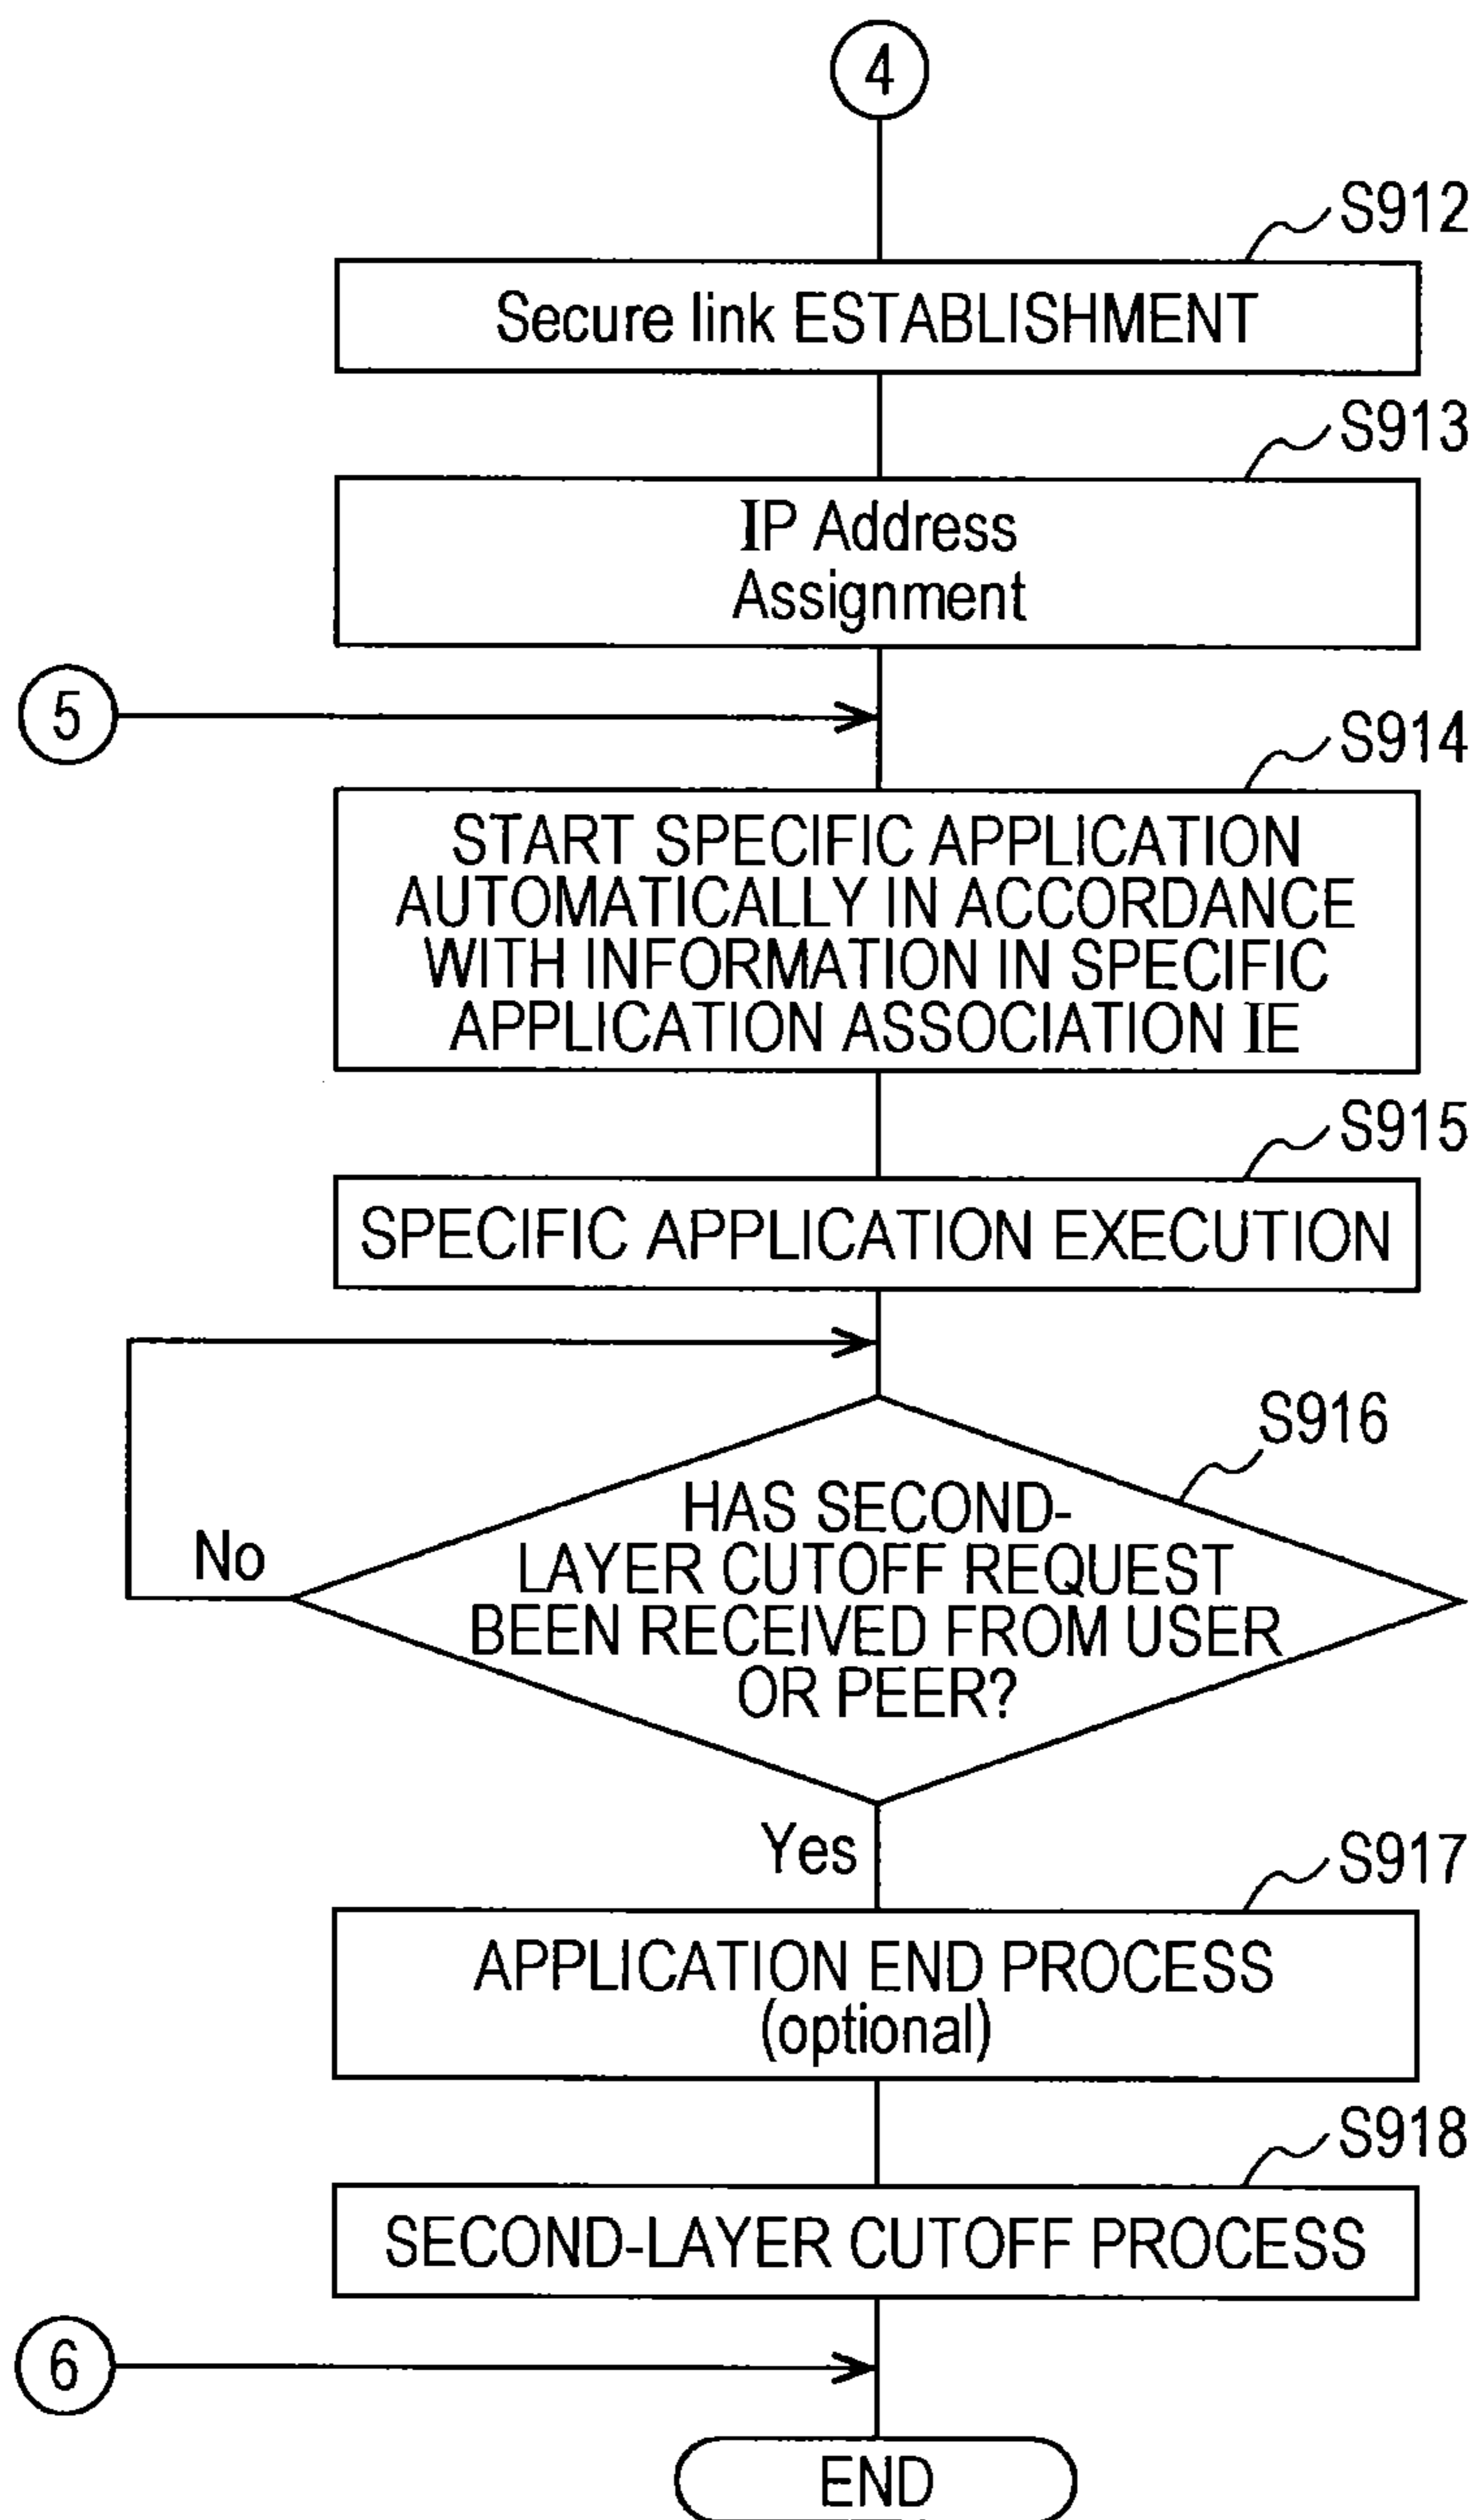 4
S912
Secure link ESTABLISHMENT
S913
IP Address
Assignment
5
S914
START SPECIFIC APPLICATION
AUTOMATICALLY IN ACCORDANCE
WITH INFORMATION IN SPECIFIC
APPLICATION ASSOCIATION IE
S915
SPECIFIC APPLICATION EXECUTION
S916
HAS SECOND-
LAYER CUTOFF REQUEST
BEEN RECEIVED FROM USER
OR PEER?
No
Yes
S917
APPLICATION END PROCESS
(optional)
S918
SECOND-LAYER CUTOFF PROCESS
6
END